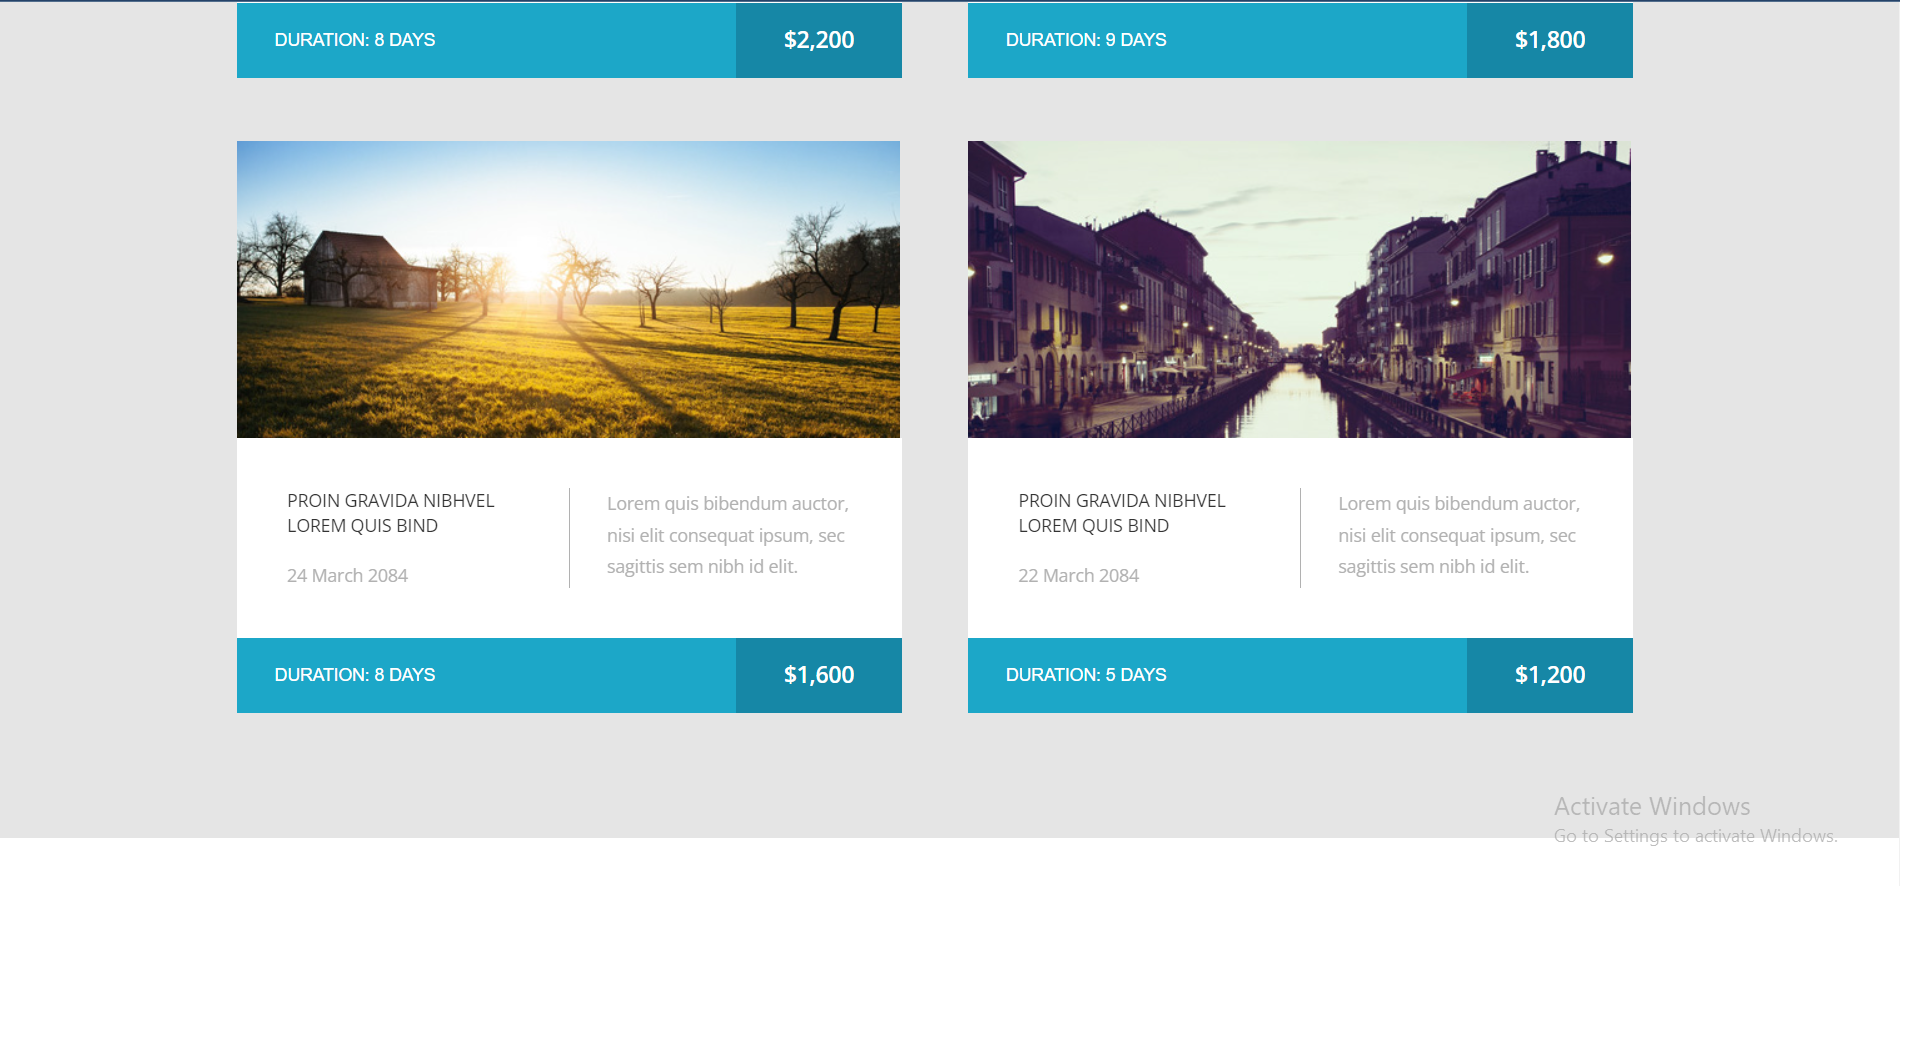 DURATION: 8 DAYS
$2,200
DURATION: 9 DAYS
$1,800
PROIN GRAVIDA NIBHVEL
LOREM QUIS BIND
24 March 2084
Lorem quis bibendum auctor,
nisi elit consequat ipsum, sec
sagittis sem nibh id elit.
DURATION: 8 DAYS
$1,600
PROIN GRAVIDA NIBHVEL
LOREM QUIS BIND
22 March 2084
Lorem quis bibendum auctor,
nisi elit consequat ipsum, sec
sagittis sem nibh id elit.
DURATION: 5 DAYS
$1,200
Activate Windows
Go to Settings to activate Windows.